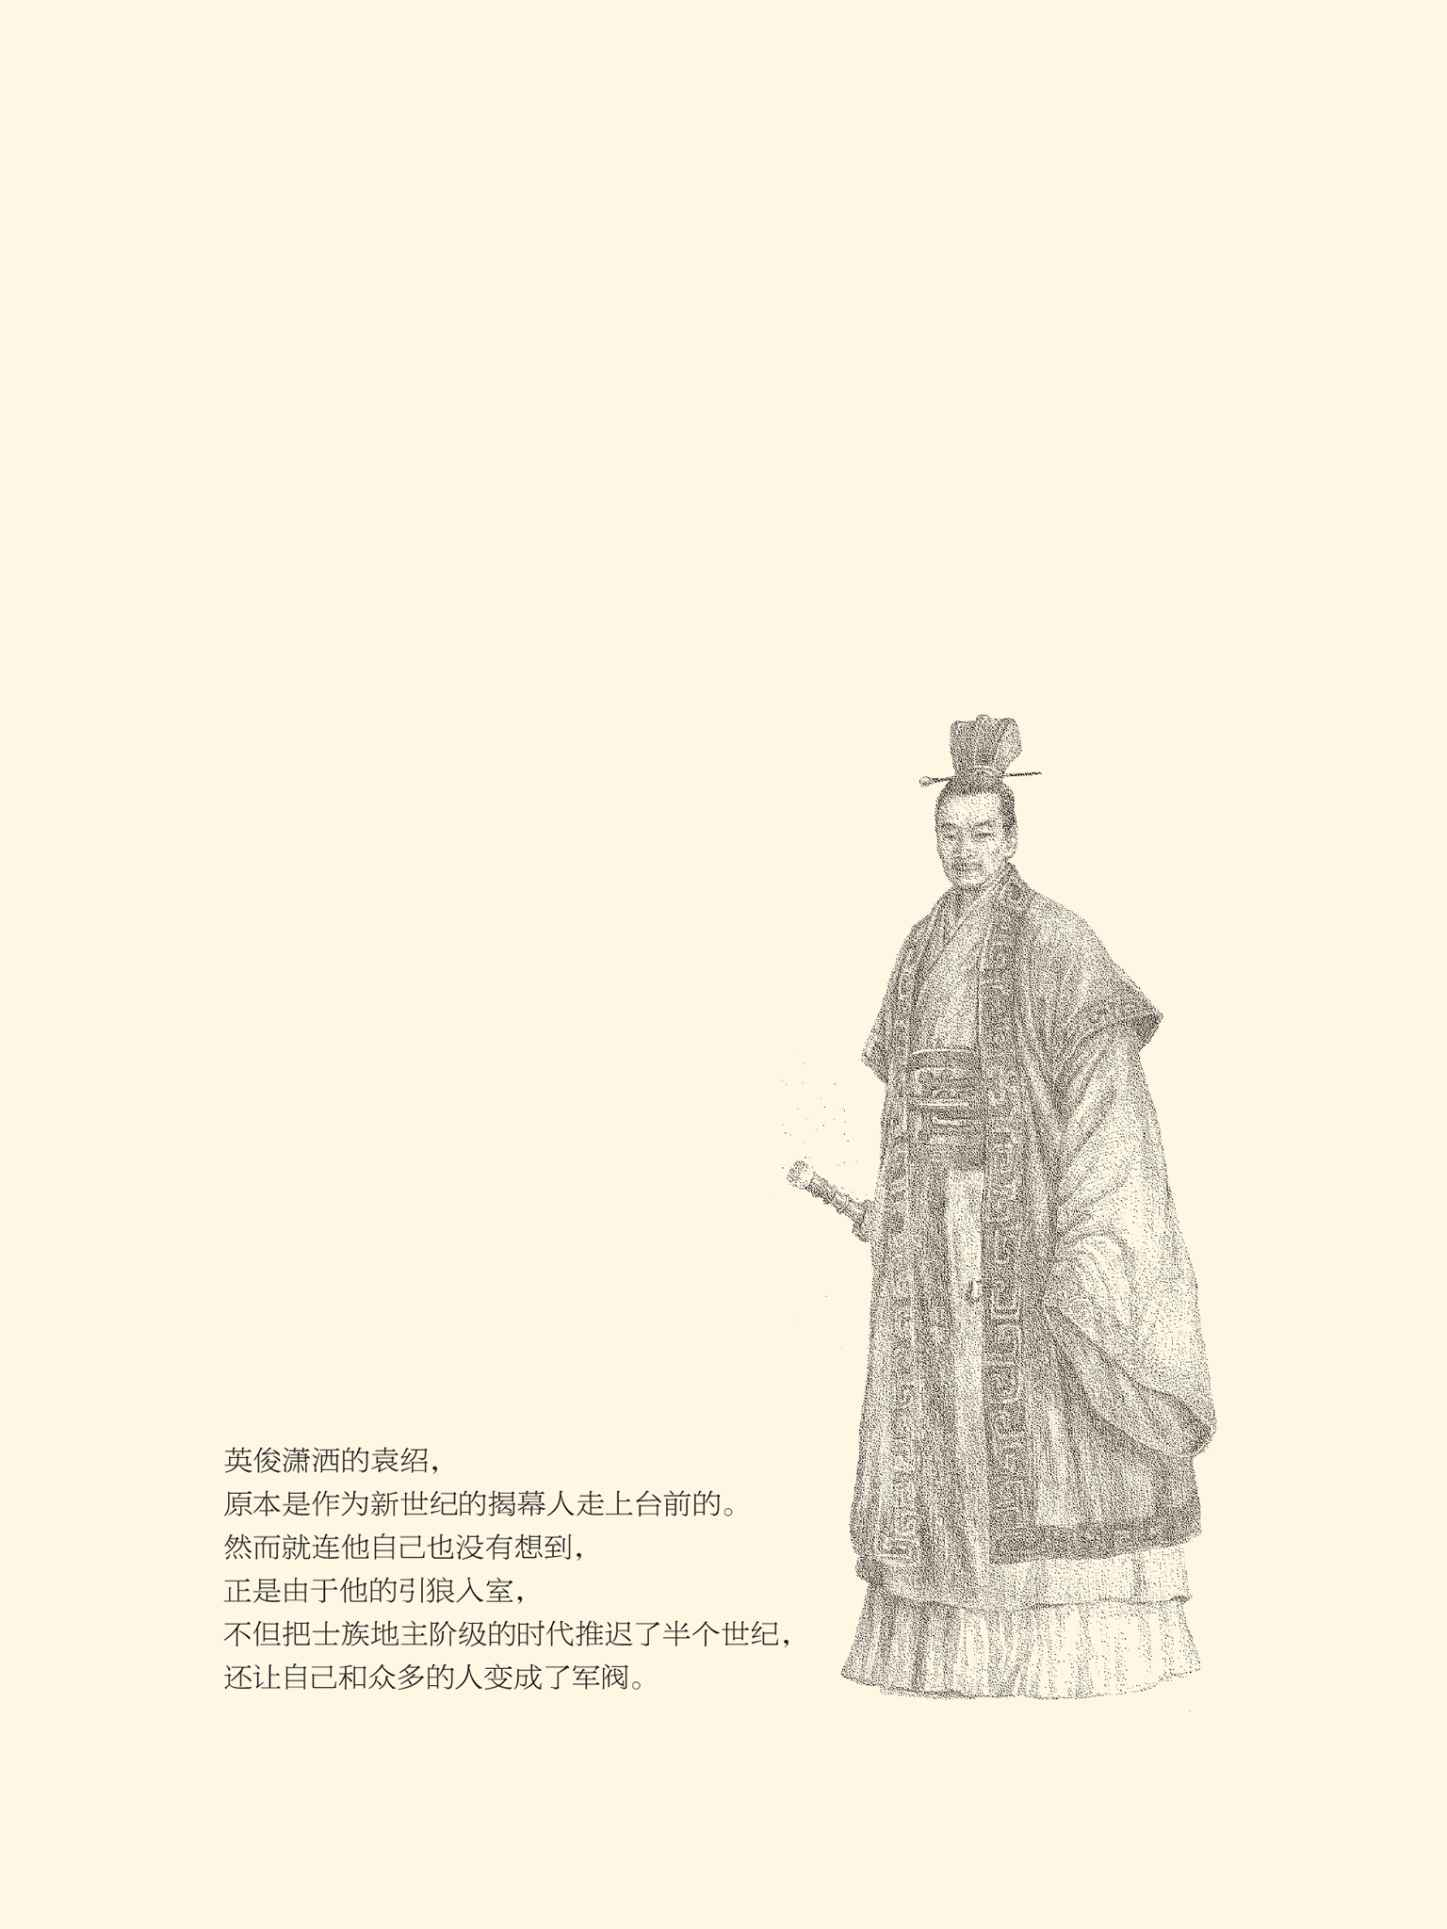 英俊潇洒的袁绍，
原本是作为新世纪的揭幕人走上台前的。
然而就连他自己也没有想到，
正是由于他的引狼入室，
不但把士族地主阶级的时代推迟了半个世纪，
还让自己和众多的人变成了军阀。